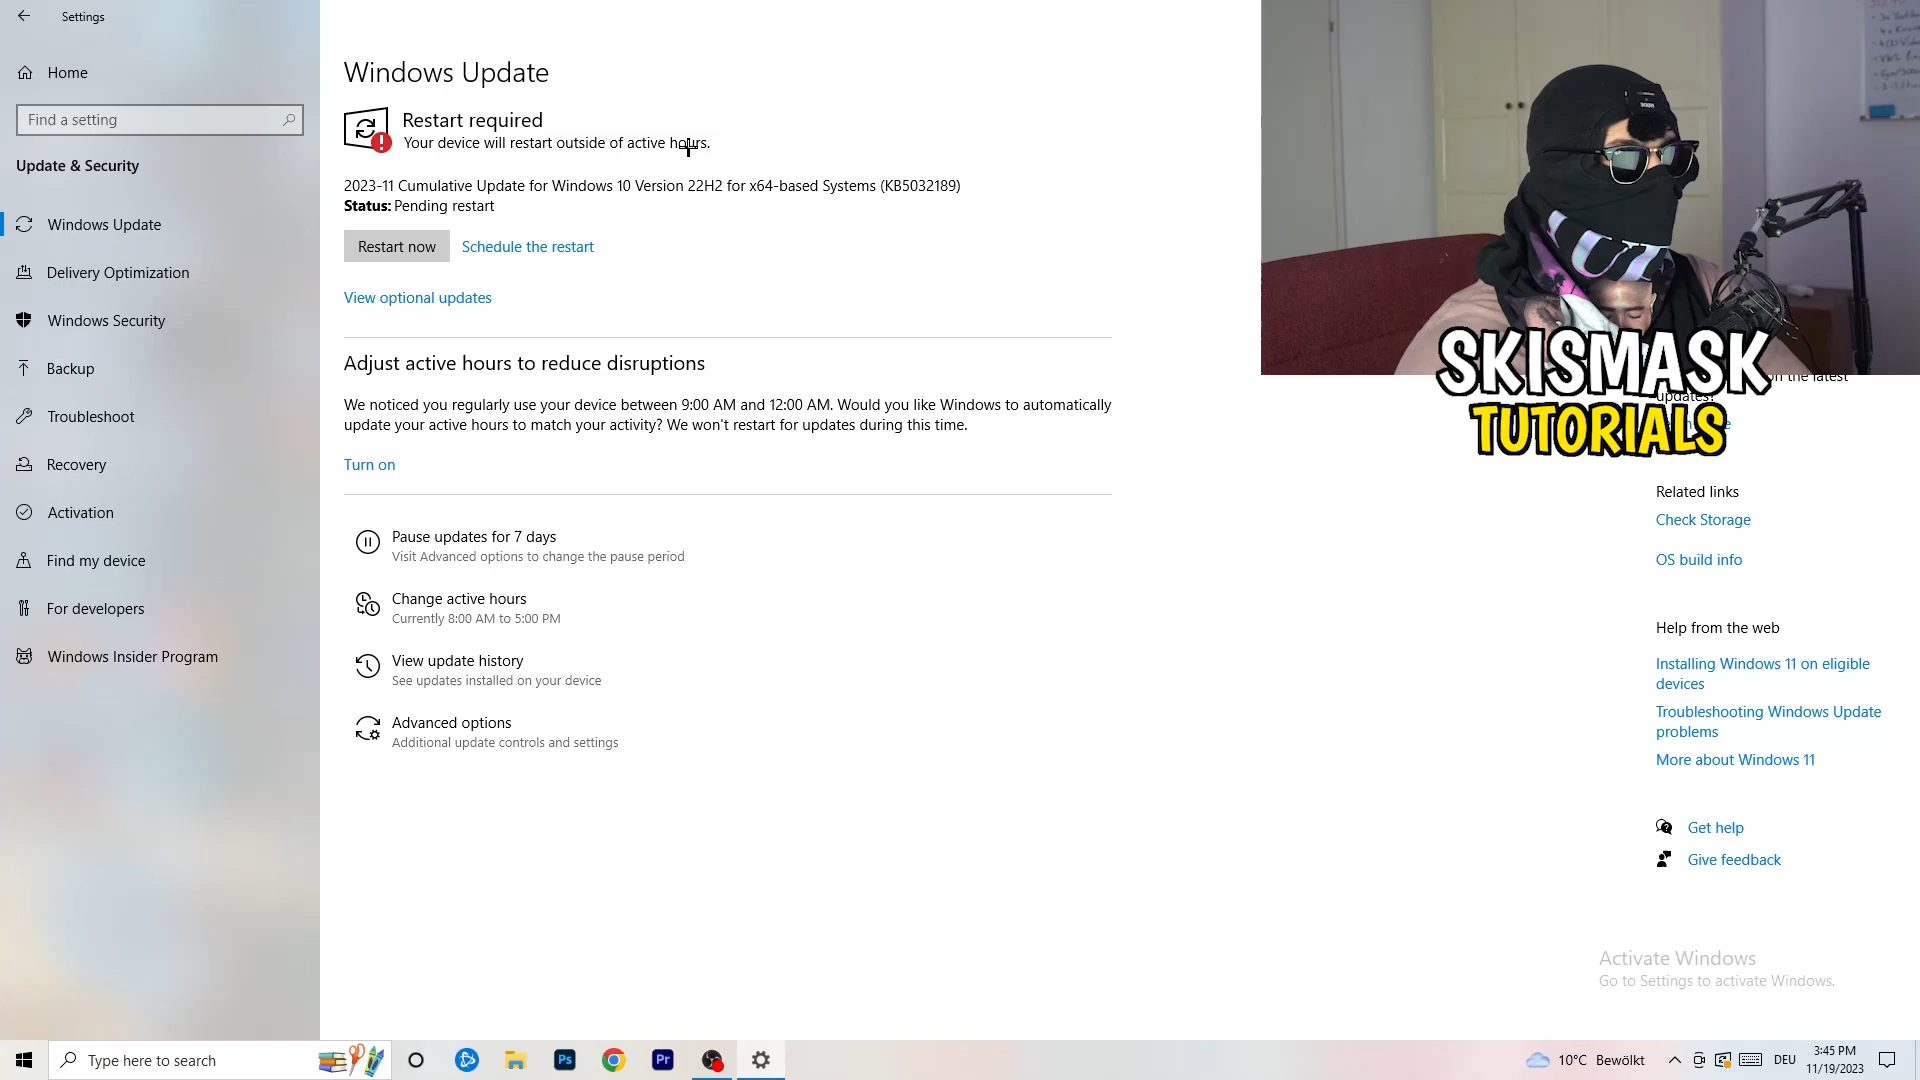 Settings
Home
Find a setting
Update & Security
Windows Update
Delivery Optimization
Windows Security
Backup
Troubleshoot
Recovery
Activation
Find my device
For developers
Windows Insider Program
Windows Update
Restart required
Your device will restart outside of active hours.
2023-11 Cumulative Update for Windows 10 Version 22H2 for x64-based Systems (KB5032189)
Status: Pending restart
Restart now Schedule the restart
View optional updates
Adjust active hours to reduce disruptions
We noticed you regularly use your device between 9:00 AM and 12:00 AM. Would you like Windows to automatically
update your active hours to match your activity? We won't restart for updates during this time.
Turn on
Pause updates for 7 days
Visit Advanced options to change the pause period
Change active hours
Currently 8:00 AM to 5:00 PM
View update history
See updates installed on your device
Advanced options
Additional update controls and settings
SKISMASK
TUTORIALS
on the latest
updates?
Related links
Check Storage
OS build info
Help from the web
Installing Windows 11 on eligible
devices
Troubleshooting Windows Update
problems
More about Windows 11
Get help
Give feedback
Activate Windows
Go to Settings to activate Windows.
Type here to search
Ps
Pr
10°C Bewölkt
DEU
3:45 PM
11/19/2023